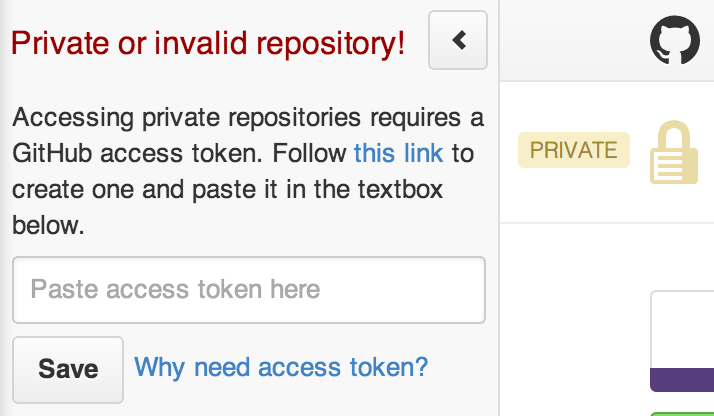 Private or invalid repository!
Accessing private repositories requires a
GitHub access token. Follow this link to
create one and paste it in the textbox
below.
Paste access token here
Save
Why need access token?
PRIVATE